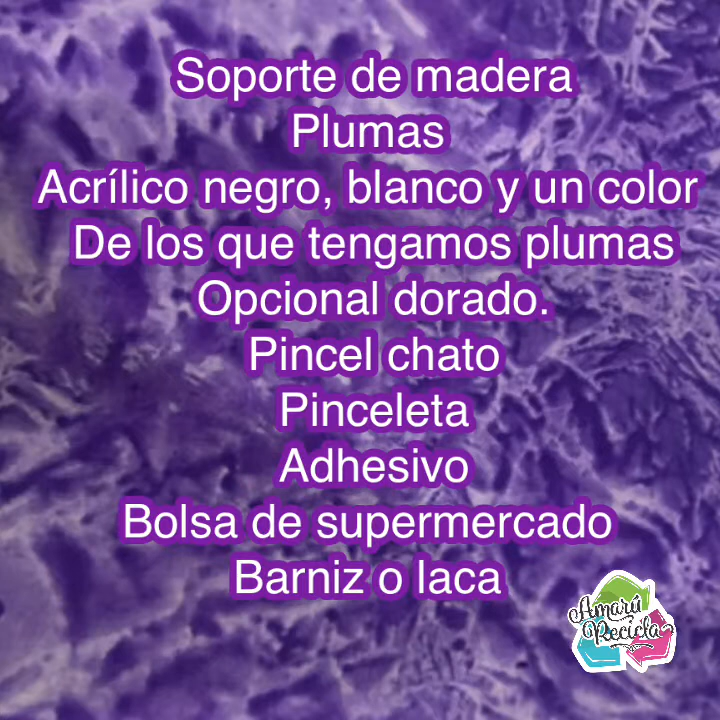 Soporte de madera
Plumas
Acrílico negro, blanco y un color
De los que tengamos plumas
Opcional dorado.
Pincel chato
Pinceleta
Adhesivo
Bolsa de supermercado
Barniz o laca
Amarú
Recicla